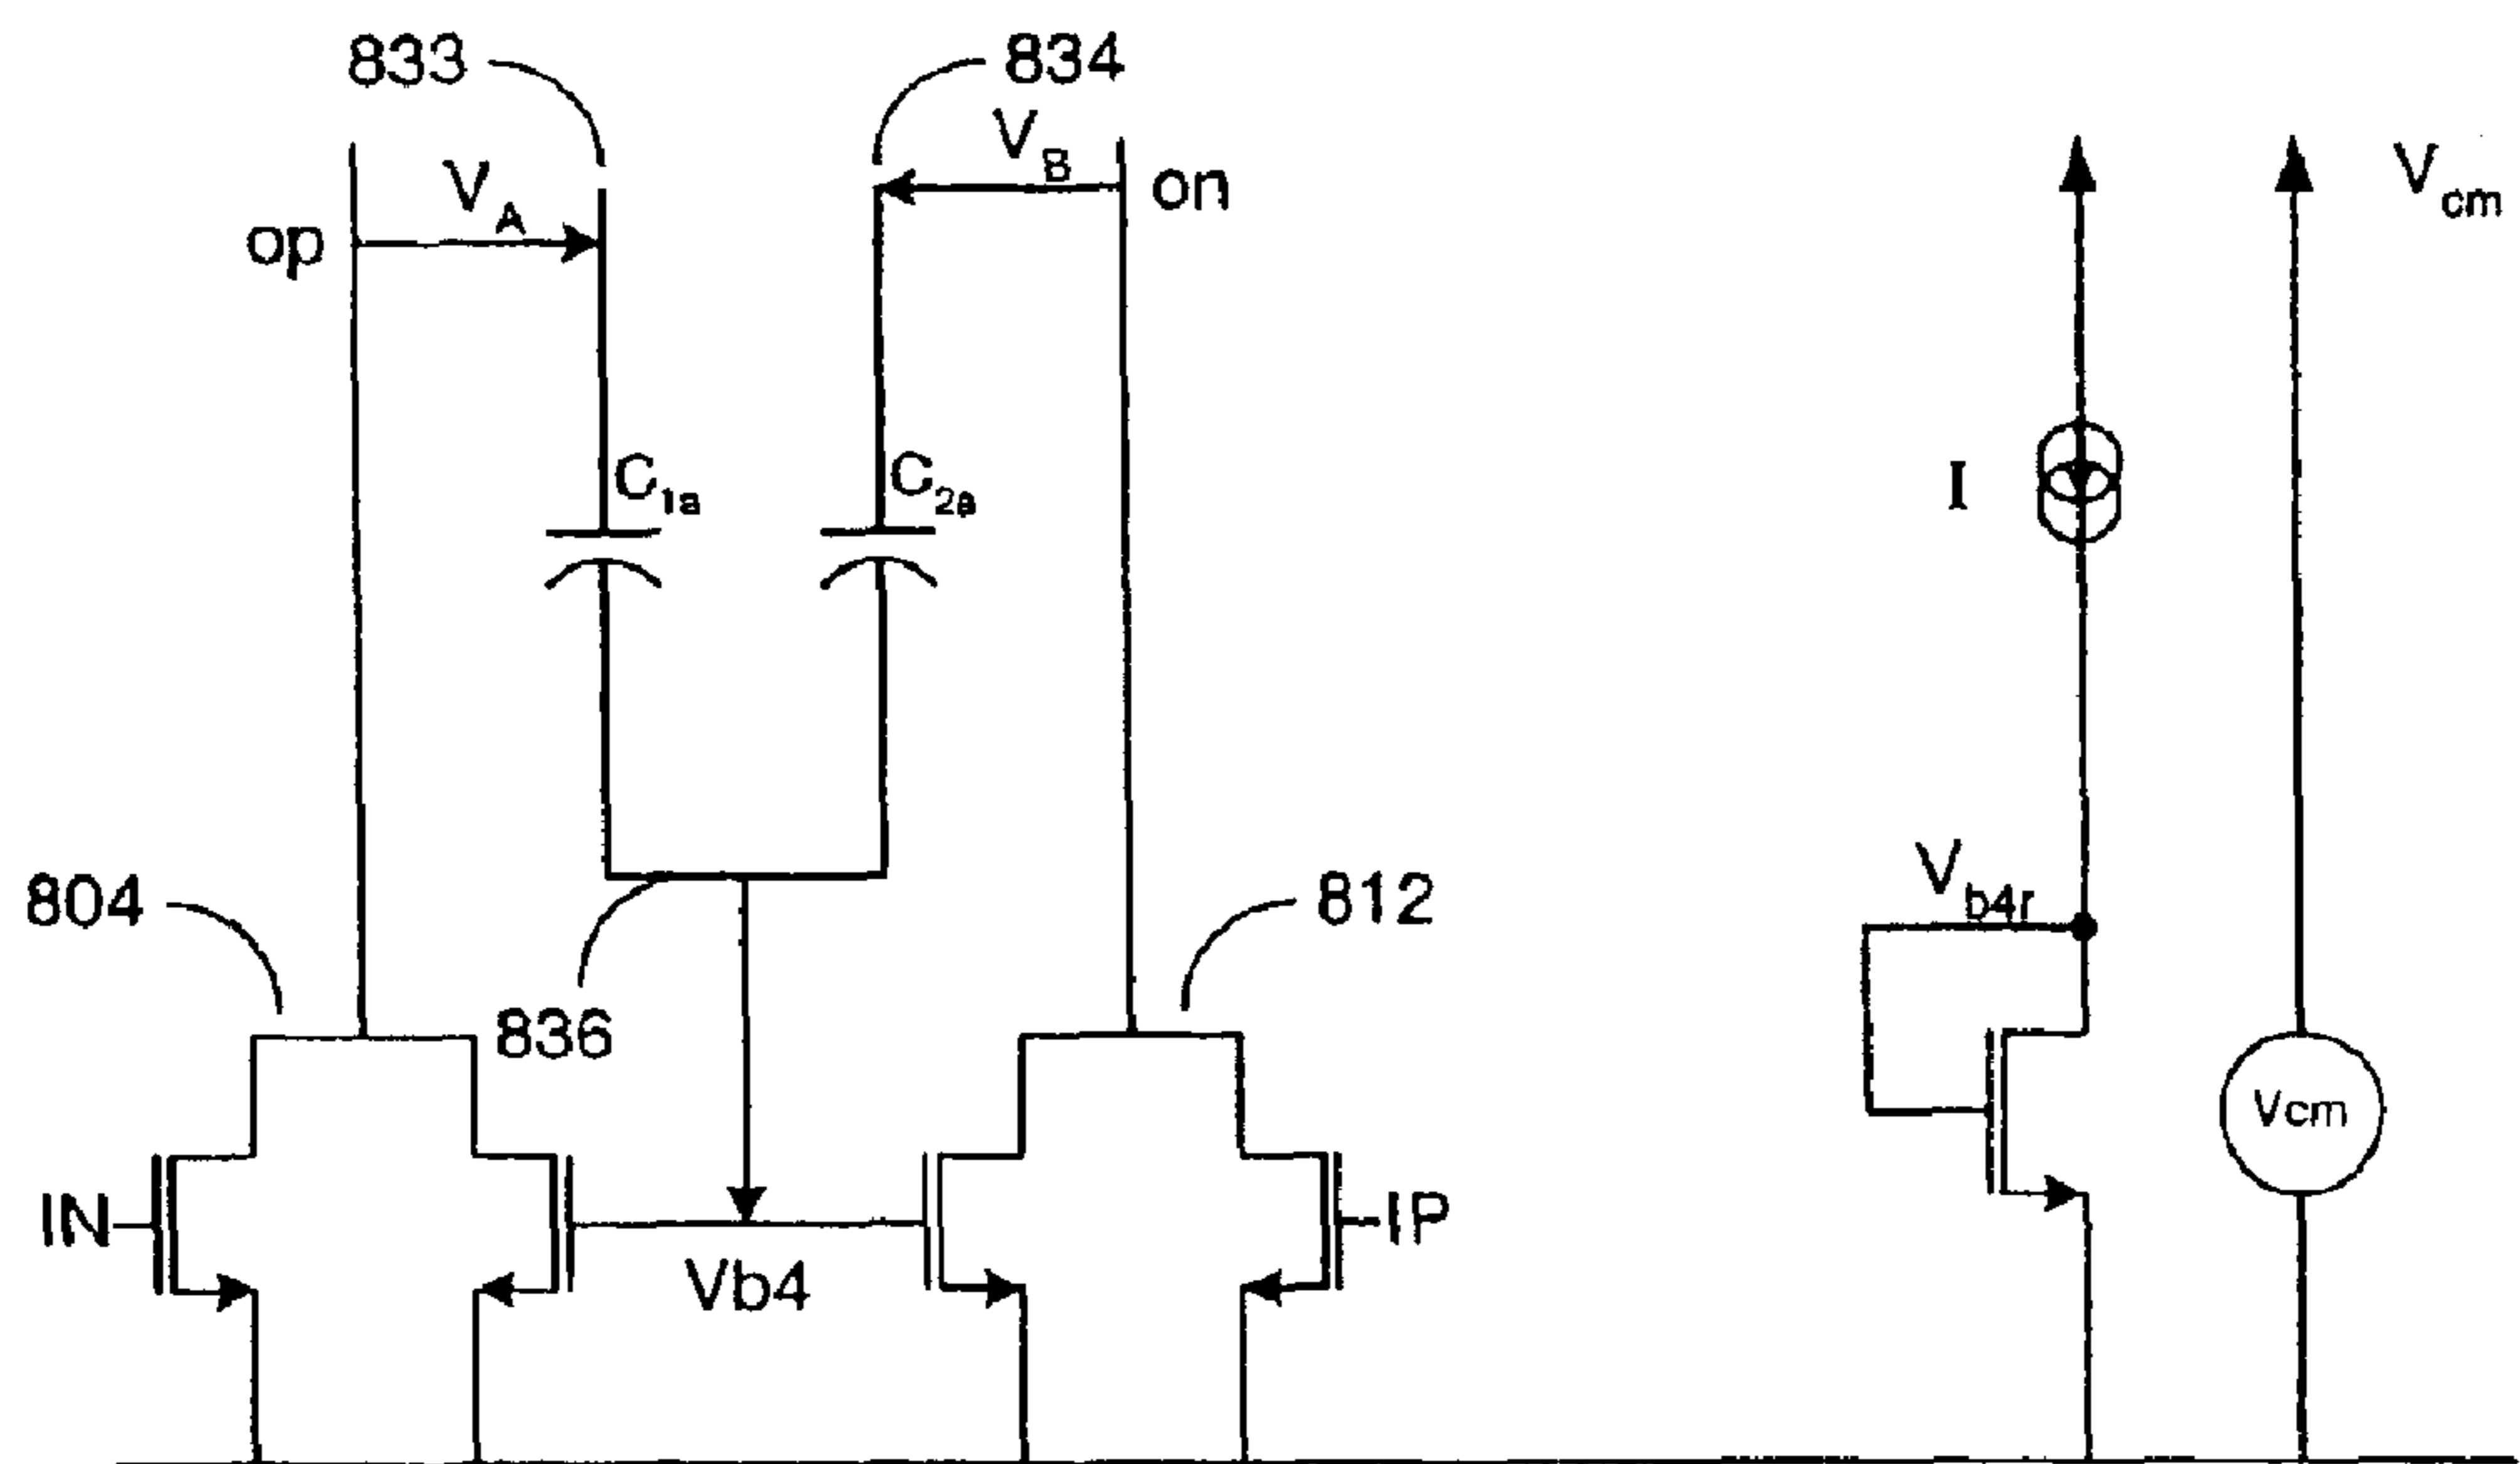 833
834
V_A
V_B
op
on
V_cm
C_1a
C_2a
I
804
836
812
V_b4r
IN
Vb4
IP
Vcm